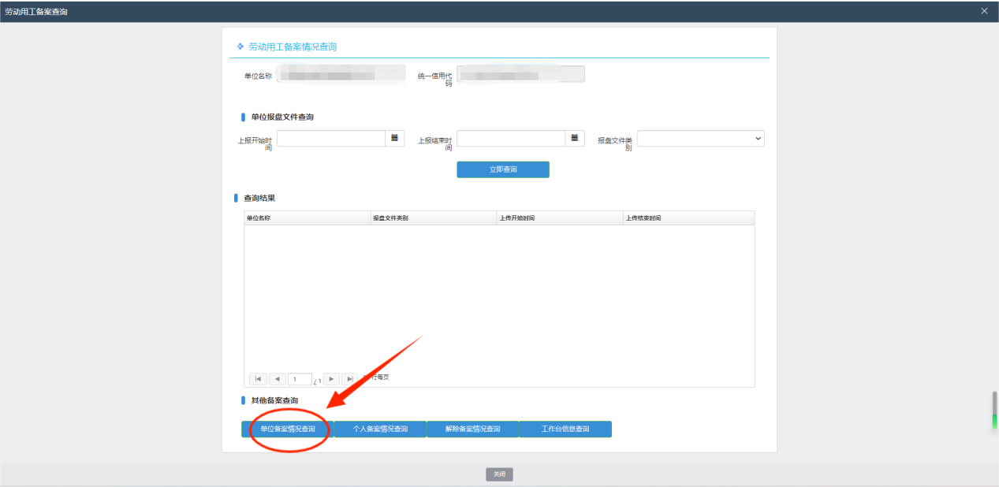 劳动用工备案查询
劳动用工备案情况查询
单位名称
统一信用代
码
单位报盘文件查询
上报开始时
间
上报结束时
间
报盘文件类
别
立即查询
查询结果
单位名称 报盘文件类别 上传开始时间 上传结束时间
1 / 1 行每页
其他备案查询
单位备案情况查询 个人备案情况查询 解除备案情况查询 工作台信息查询
关闭